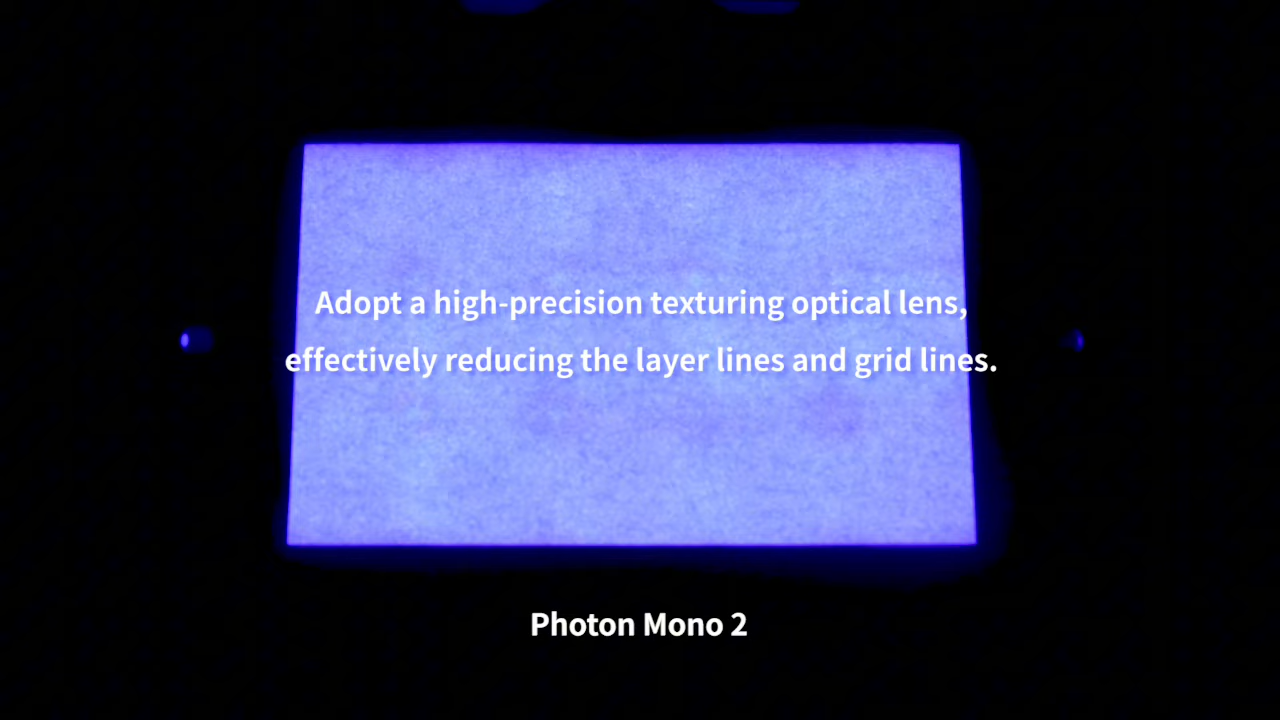 Adopt a high-precision texturing optical lens,
effectively reducing the layer lines and grid lines.
Photon Mono 2